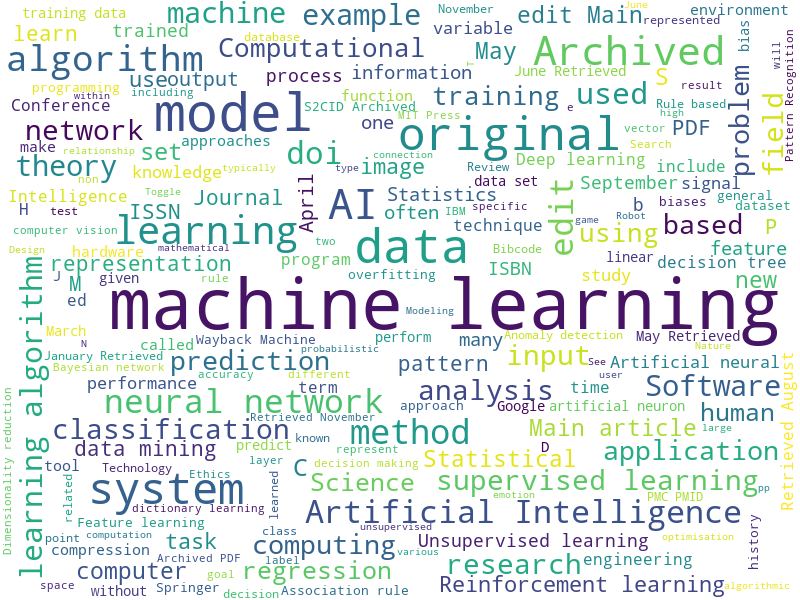 training data
machine
example
edit Main
November
represented
June
environment
learn
trained
database
variable
bias
will
algorithm
Computational
May
Archived
programming
useoutput
process
information
June Retrieved
S
problem
field
Pattern Recognition
within
including
function
T
result
Conference
model
S2CID Archived
training
used
Rule based
network
MIT Press
e
high
make
approaches
one
original
vector
PDF
relationship
set
doi
Search
theory
knowledge
typically
image
type
connection
Review
Deep learning
include
non
Toggle
April
data set
September
signal
Intelligence
Journal
AI
Statistics
edit
biases
general
H
test
ISSN
often
IBM
specific
b
dataset
computer vision
learning
technique
game
Robot
using
based
P
Design
mathematical
two
data
Bibcode
linear
feature
hardware
representation
program
ISBN
decision tree
J
given
rule
overfitting
study
new
M
ed
machine learning
learning algorithm
March
called
Wayback Machine
Modeling
perform
many
Anomaly detection
May Retrieved
N
January Retrieved
probabilistic
input
See
Nature
Bayesian network
prediction
pattern
Artificial neural
accuracy
different
user
performance
term
analysis
time
Software
Retrieved August
neural network
approach
Google
artificial neuron
human
Dimensionality reduction
classification
Retrieved November
method
Main article
large
data mining
predict
known
represent
D
application
tool
Technology
Ethics
layer
decision making
Statistical
related
system
C
Science
supervised learning
pp
dictionary learning
learned
emotion
PMC PMID
Feature learning
Artificial Intelligence
point
computation
class
unsupervised
optimisation
history
compression
task
computing
various
Unsupervised learning
Archived PDF
label
research
engineering
computer
goal
regression
space
without
Springer
decision
Association rule
Reinforcement learning
algorithmic